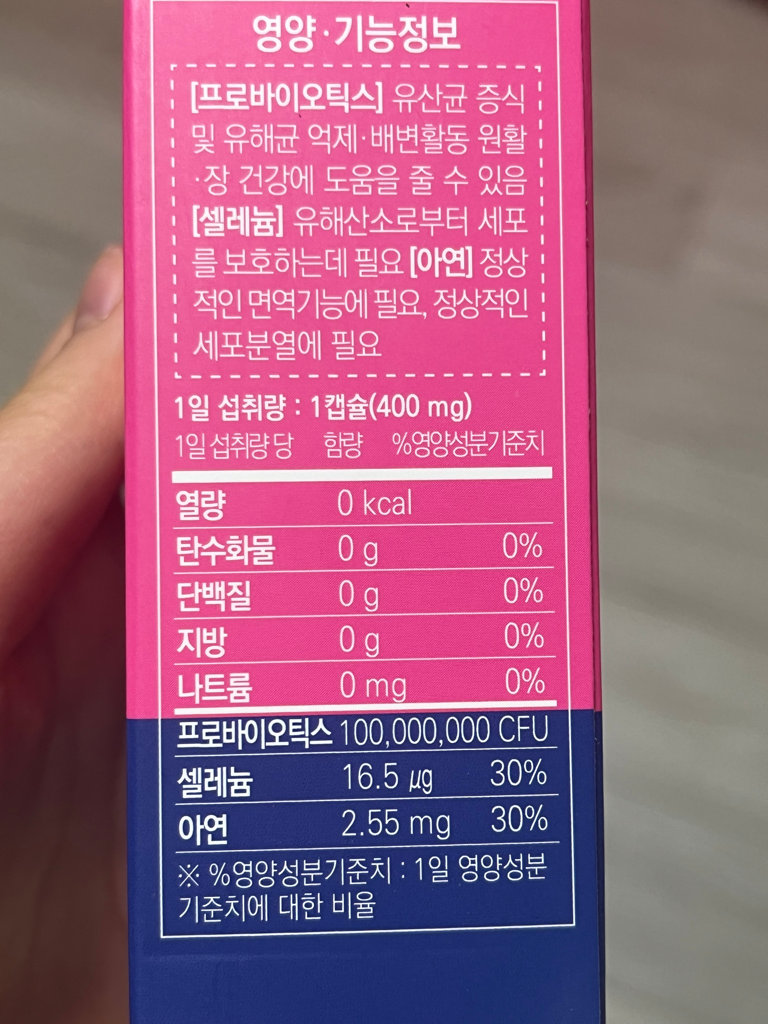 영양·기능정보
[프로바이오틱스] 유산균 증식
및 유해균 억제·배변활동 원활
·장 건강에 도움을 줄 수 있음
[셀레늄] 유해산소로부터 세포
를 보호하는데 필요 [아연] 정상
적인 면역기능에 필요, 정상적인
세포분열에 필요
1일 섭취량 : 1캡슐(400 mg)
1일 섭취량 당 함량 %영양성분기준치
열량 0 kcal
탄수화물 0 g 0%
단백질 0 g 0%
지방 0 g 0%
나트륨 0 mg 0%
프로바이오틱스 100,000,000 CFU
셀레늄 16.5 µg 30%
아연 2.55 mg 30%
※ %영양성분기준치 : 1일 영양성분
기준치에 대한 비율